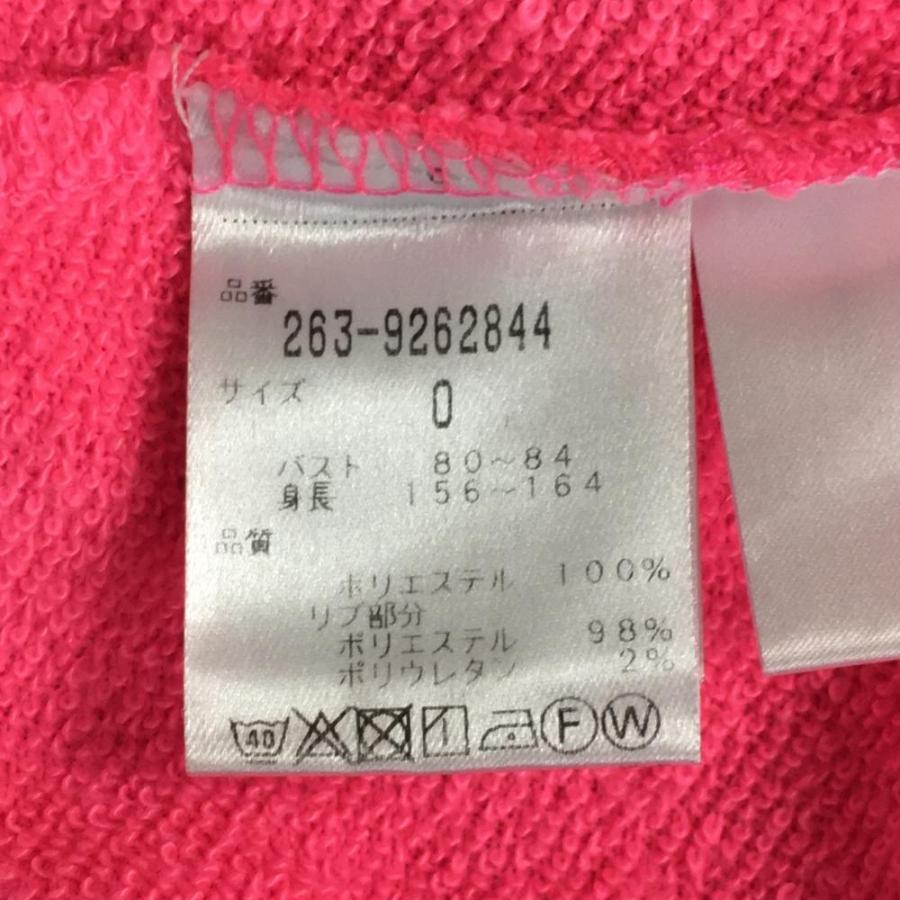 品番
263-9262844
サイズ 0
バスト 80~84
身長 156~164
品質
ポリエステル 100%
リブ部分
ポリエステル 98%
ポリウレタン 2%
40 F W